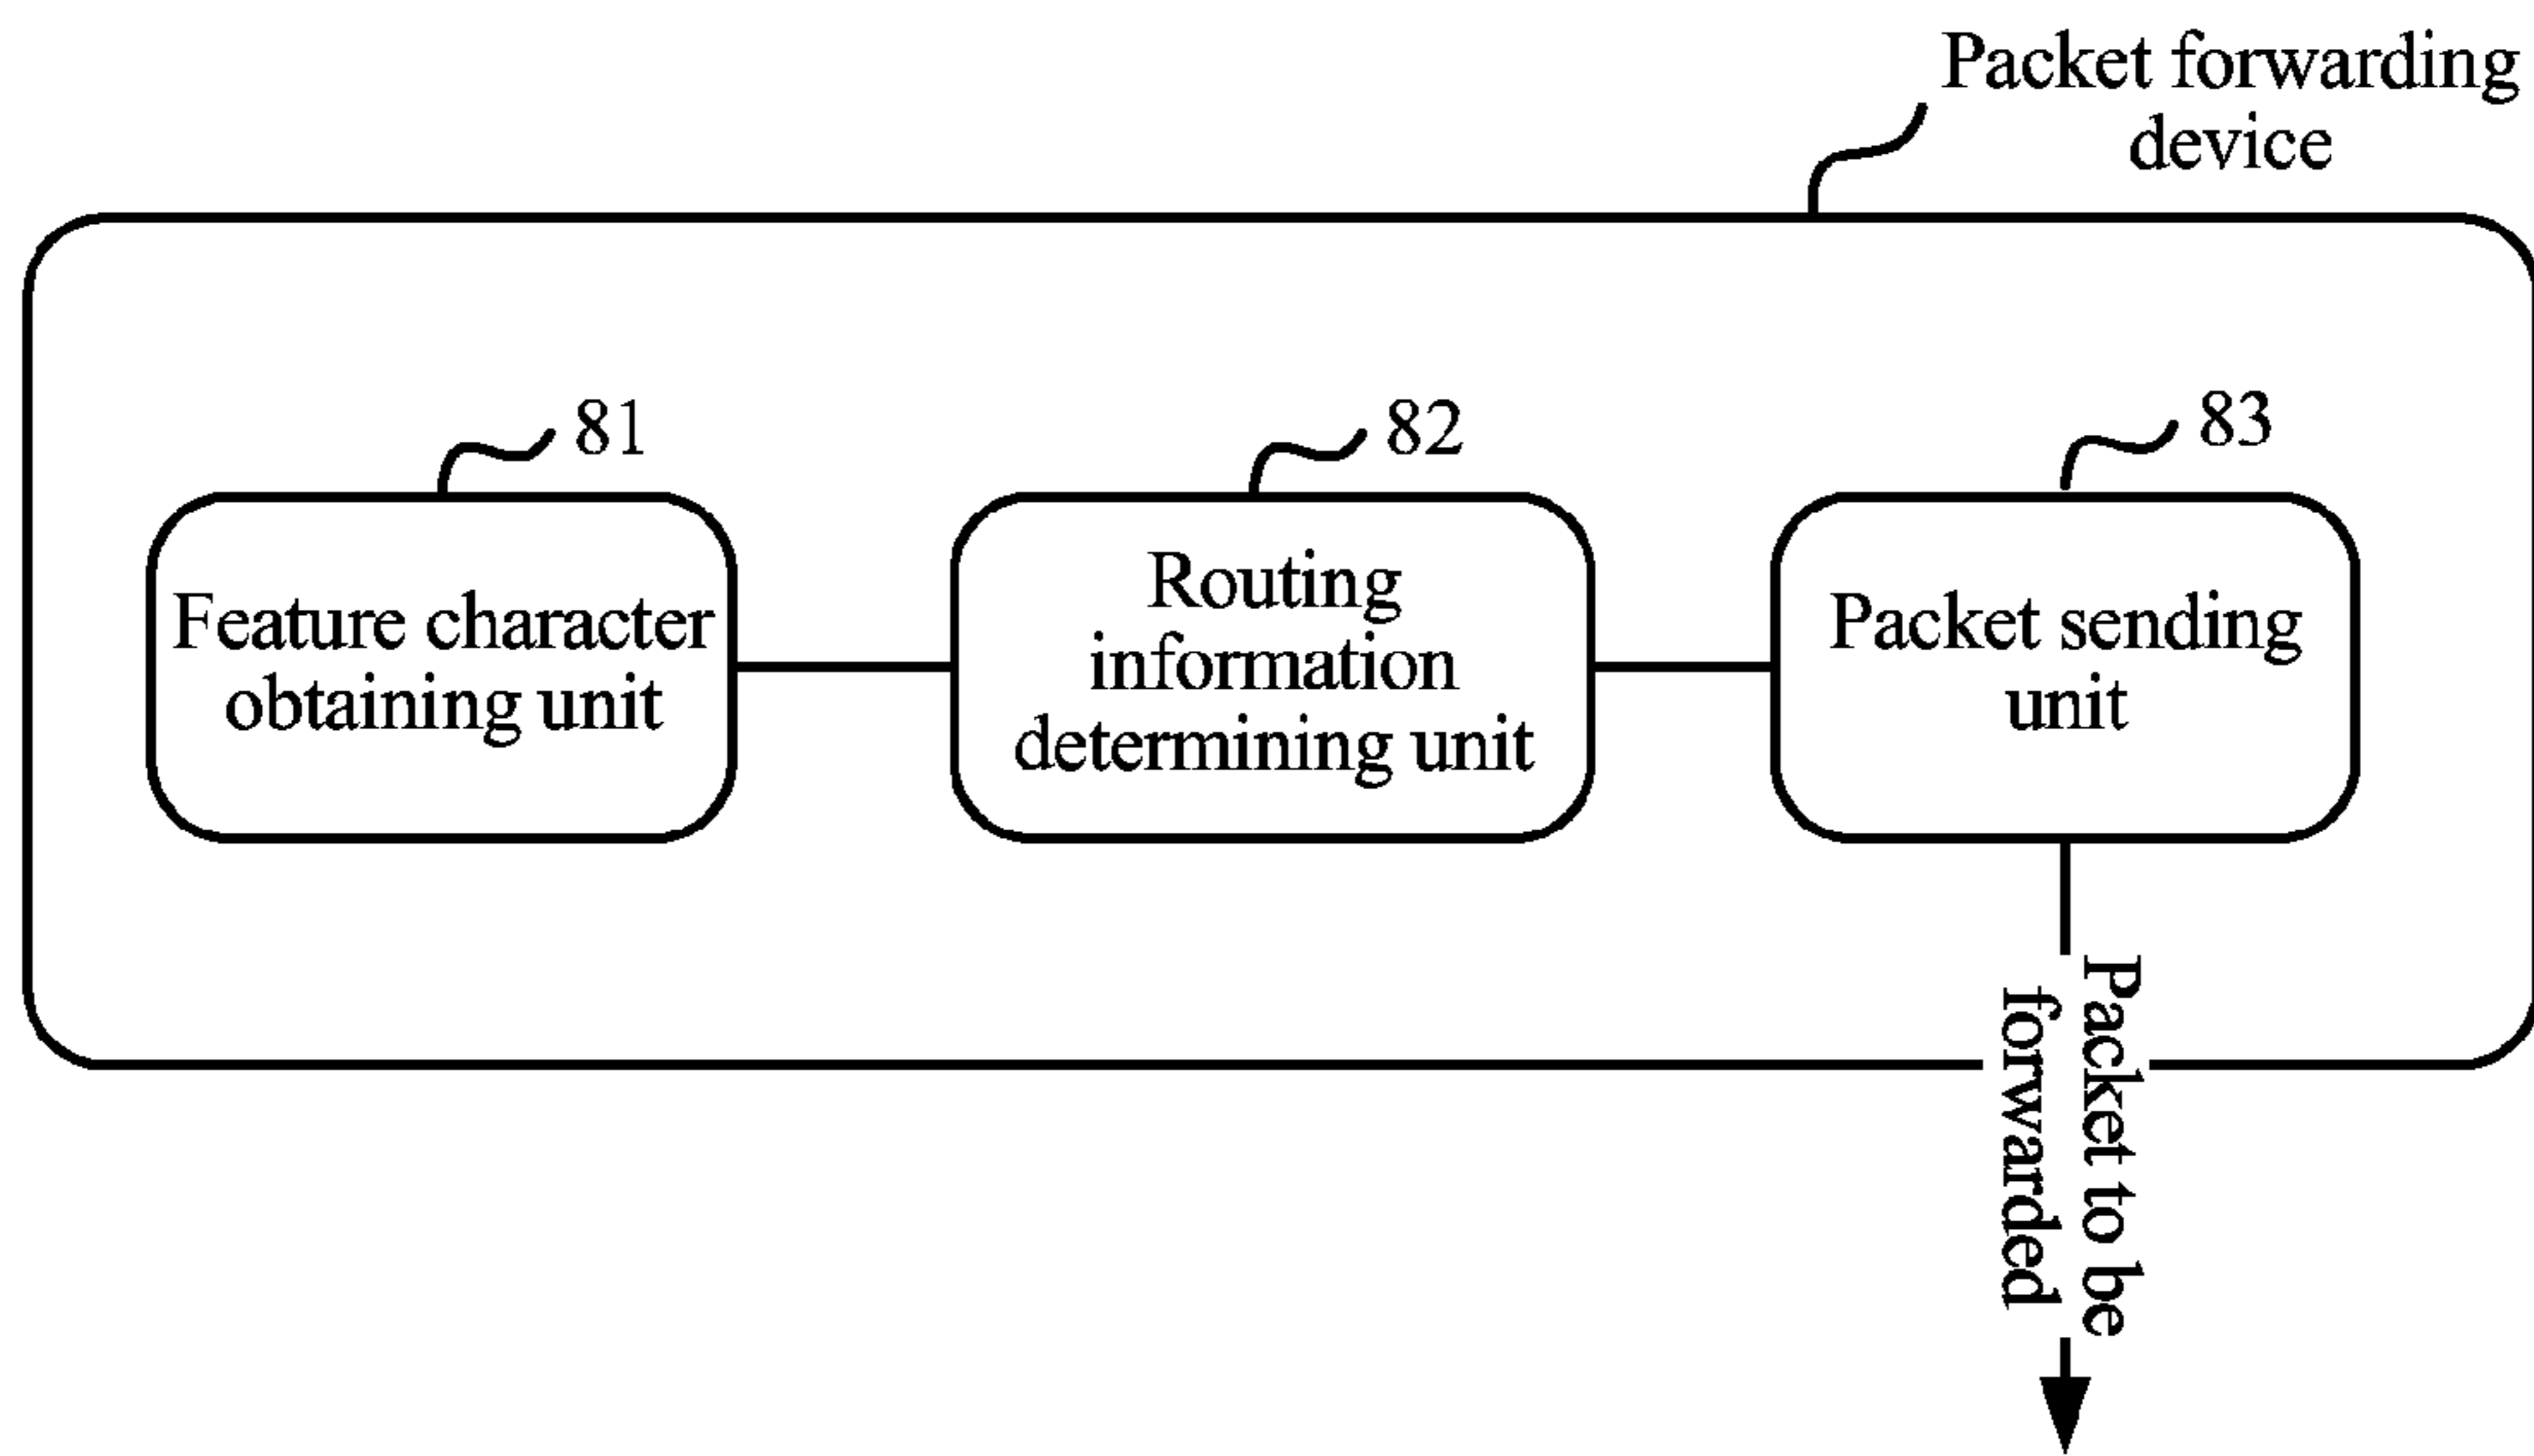 Packet forwarding
device
81
82
83
Feature character
obtaining unit
Routing
information
determining unit
Packet sending
unit
Packet to be
forwarded